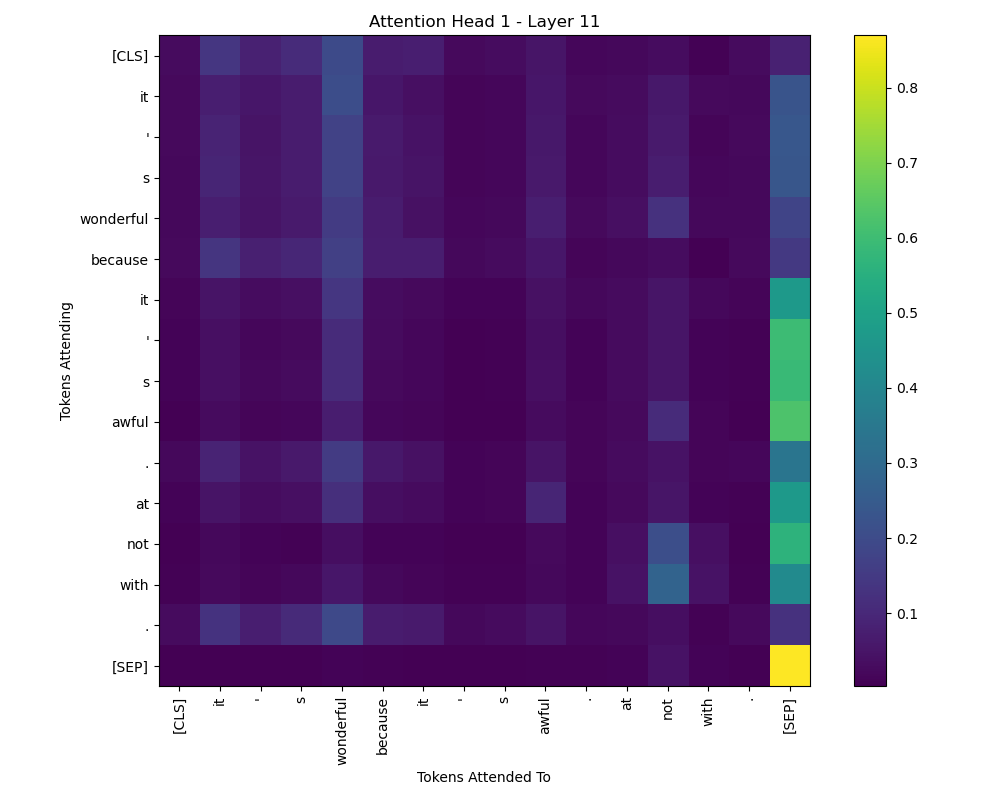 Attention Head 1 - Layer 11
Tokens Attending
[CLS]
it
'
s
wonderful
because
it
'
s
awful
.
at
not
with
.
[SEP]
[CLS]
it
'
s
wonderful
because
it
'
s
awful
.
at
not
with
.
[SEP]
Tokens Attended To
0.8
0.7
0.6
0.5
0.4
0.3
0.2
0.1